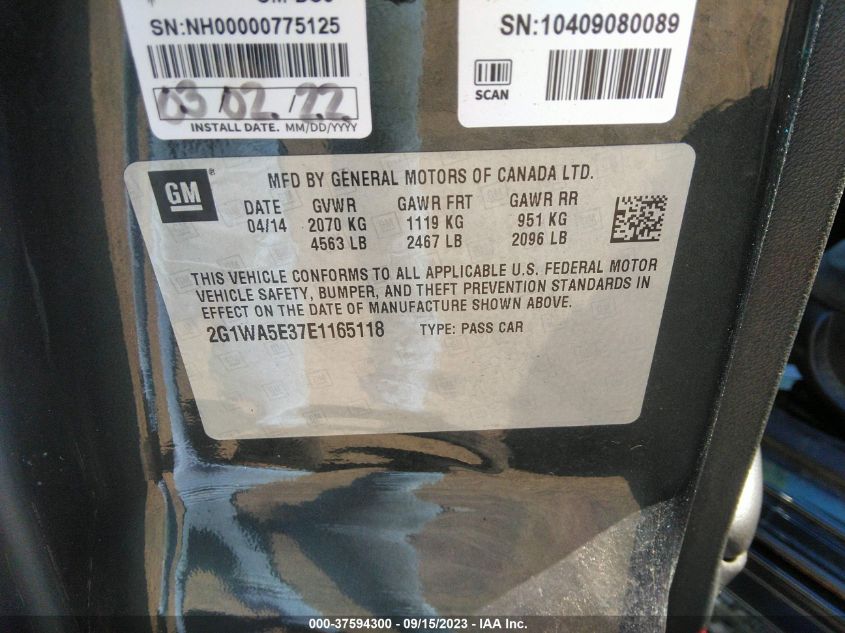 SN:NH00000775125
03 02 22
INSTALL DATE. MM/DD/YYYY
SN:10409080089
SCAN
GM
®
MFD BY GENERAL MOTORS OF CANADA LTD.
DATE GVWR GAWR FRT GAWR RR
04/14 2070 KG 1119 KG 951 KG
4563 LB 2467 LB 2096 LB
THIS VEHICLE CONFORMS TO ALL APPLICABLE U.S. FEDERAL MOTOR
VEHICLE SAFETY, BUMPER, AND THEFT PREVENTION STANDARDS IN
EFFECT ON THE DATE OF MANUFACTURE SHOWN ABOVE.
2G1WA5E37E1165118 TYPE: PASS CAR
000-37594300 - 09/15/2023 - IAA Inc.